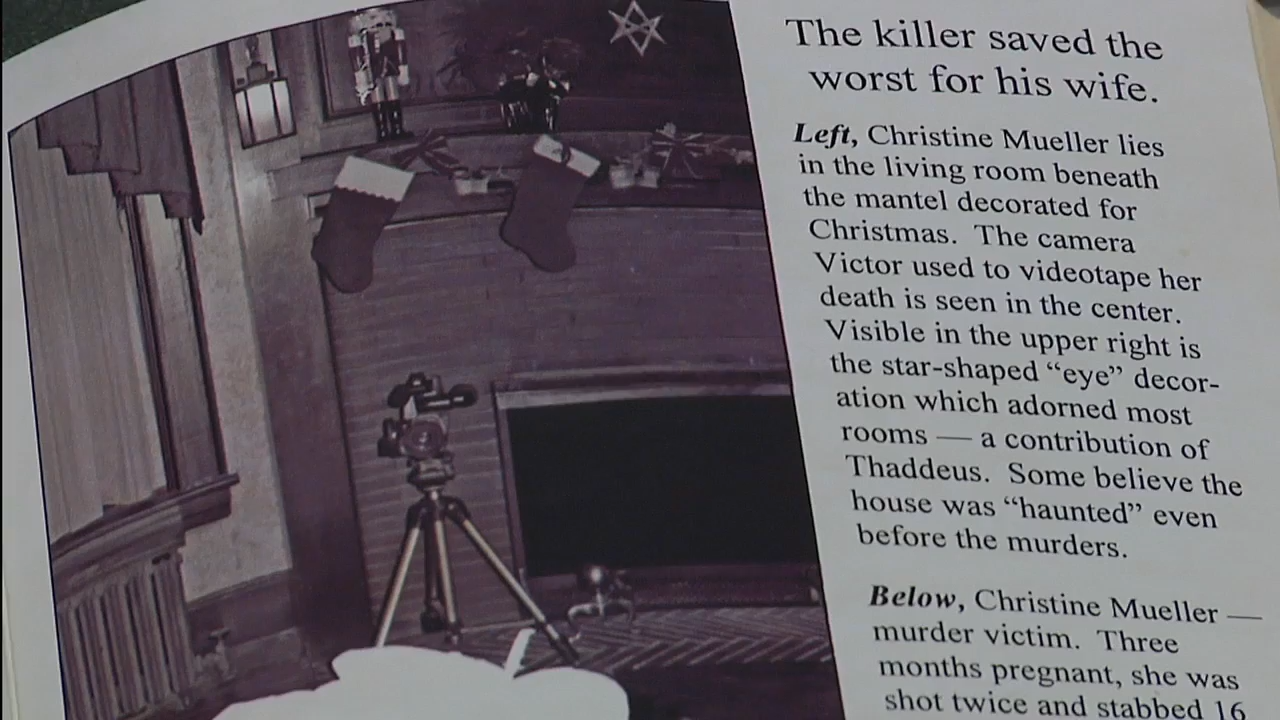 The killer saved the
worst for his wife.
Left, Christine Mueller lies
in the living room beneath
the mantel decorated for
Christmas. The camera
Victor used to videotape her
death is seen in the center.
Visible in the upper right is
the star-shaped “eye” decor-
ation which adorned most
rooms — a contribution of
Thaddeus. Some believe the
house was “haunted” even
before the murders.
Below, Christine Mueller —
murder victim. Three
months pregnant, she was
shot twice and stabbed 16